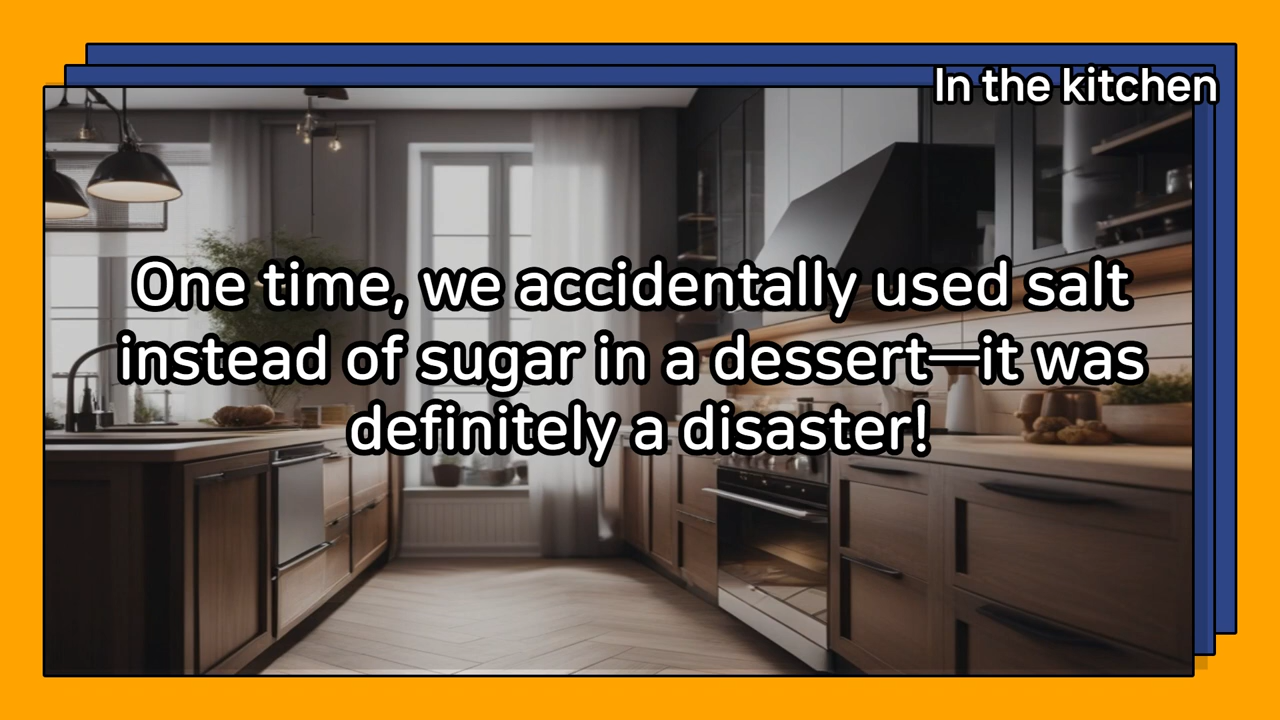 In the kitchen
One time, we accidentally used salt
instead of sugar in a dessert—it was
definitely a disaster!